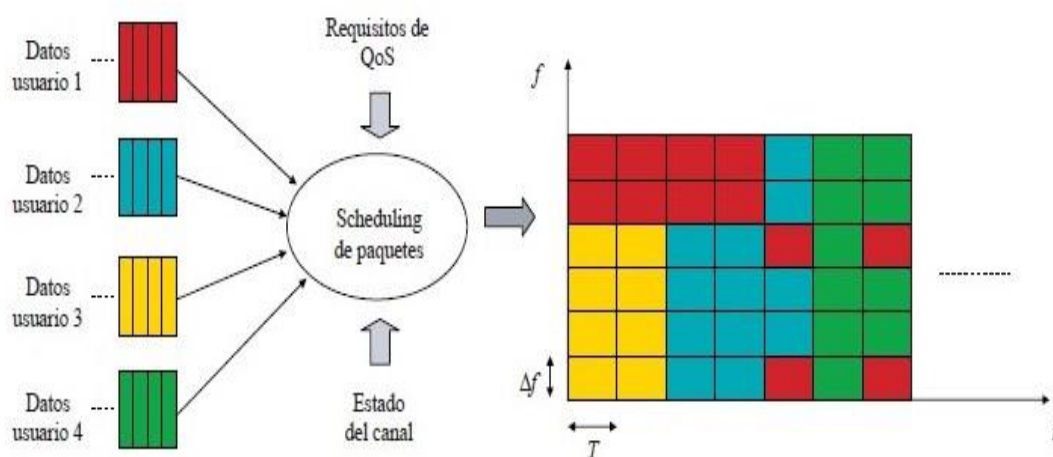 Datos
usuario 1
Datos
usuario 2
Datos
usuario 3
Datos
usuario 4
Requisitos de
QoS
Scheduling
de paquetes
Estado
del canal
f
Δf
T